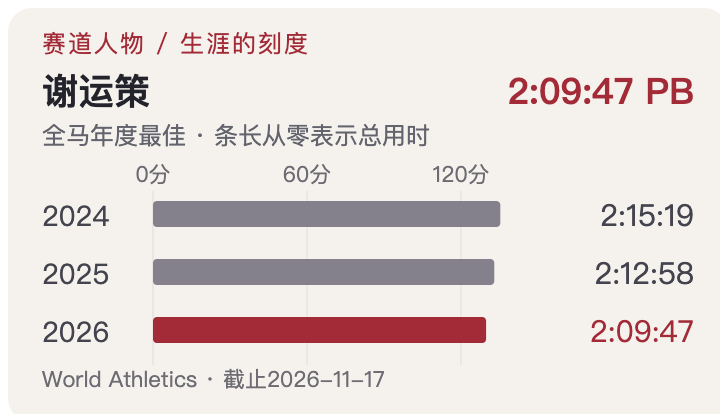 赛道人物 / 生涯的刻度
谢运策 2:09:47 PB
全马年度最佳 · 条长从零表示总用时
0分 60分 120分
2024 2:15:19
2025 2:12:58
2026 2:09:47
World Athletics · 截止2026–11–17